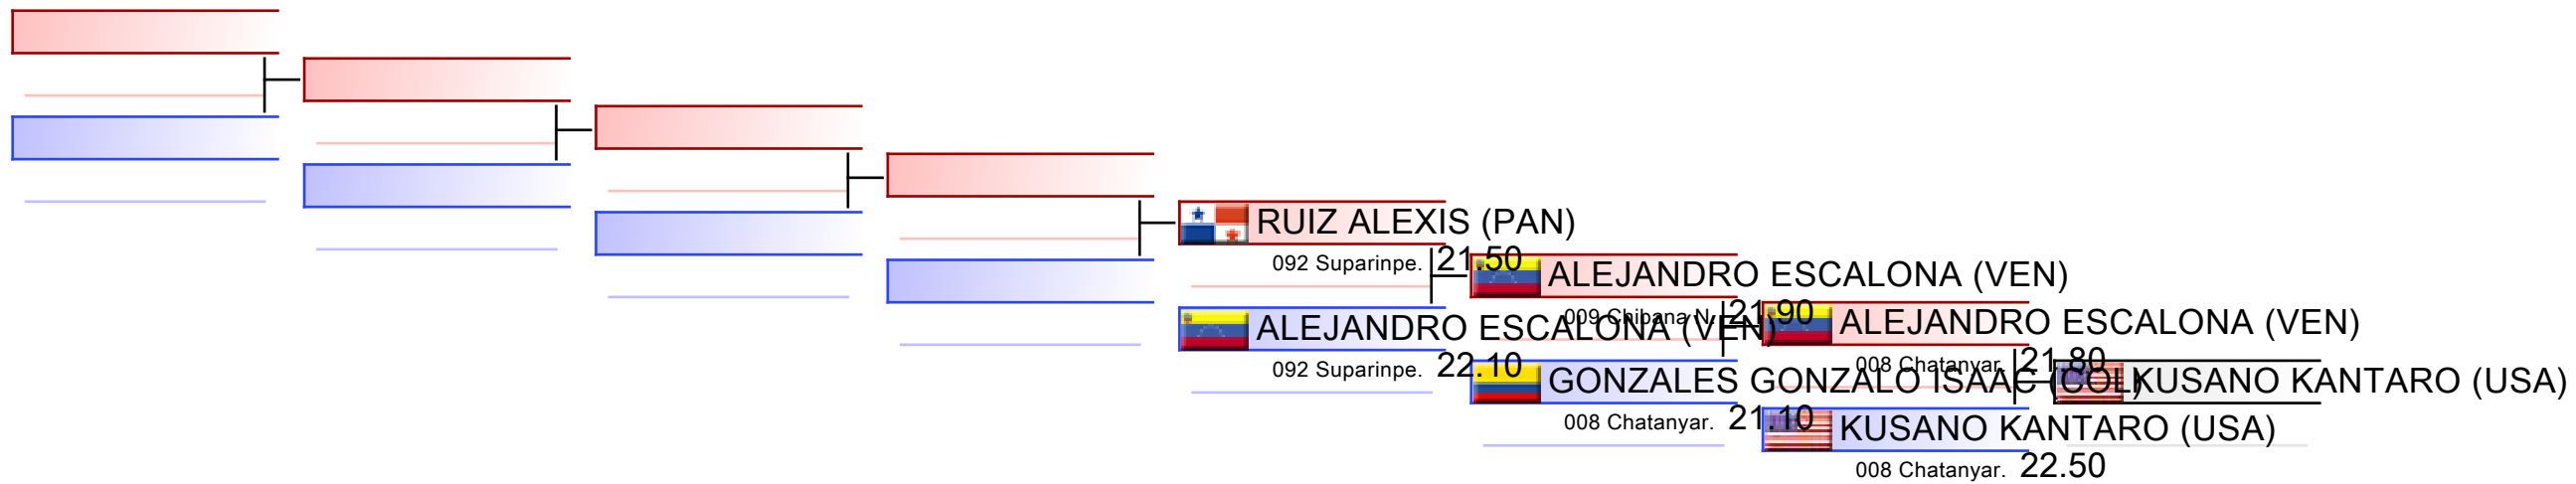 RUIZ ALEXIS (PAN)
092 Suparinpe. 21.50
ALEJANDRO ESCALONA (VEN)
092 Suparinpe. 22.10
ALEJANDRO ESCALONA (VEN)
009 Chibana N. 21.90
GONZALES GONZALO ISAAC (COL)
008 Chatanyar. 21.10
ALEJANDRO ESCALONA (VEN)
008 Chatanyar. 21.80
KUSANO KANTARO (USA)
008 Chatanyar. 22.50
KUSANO KANTARO (USA)